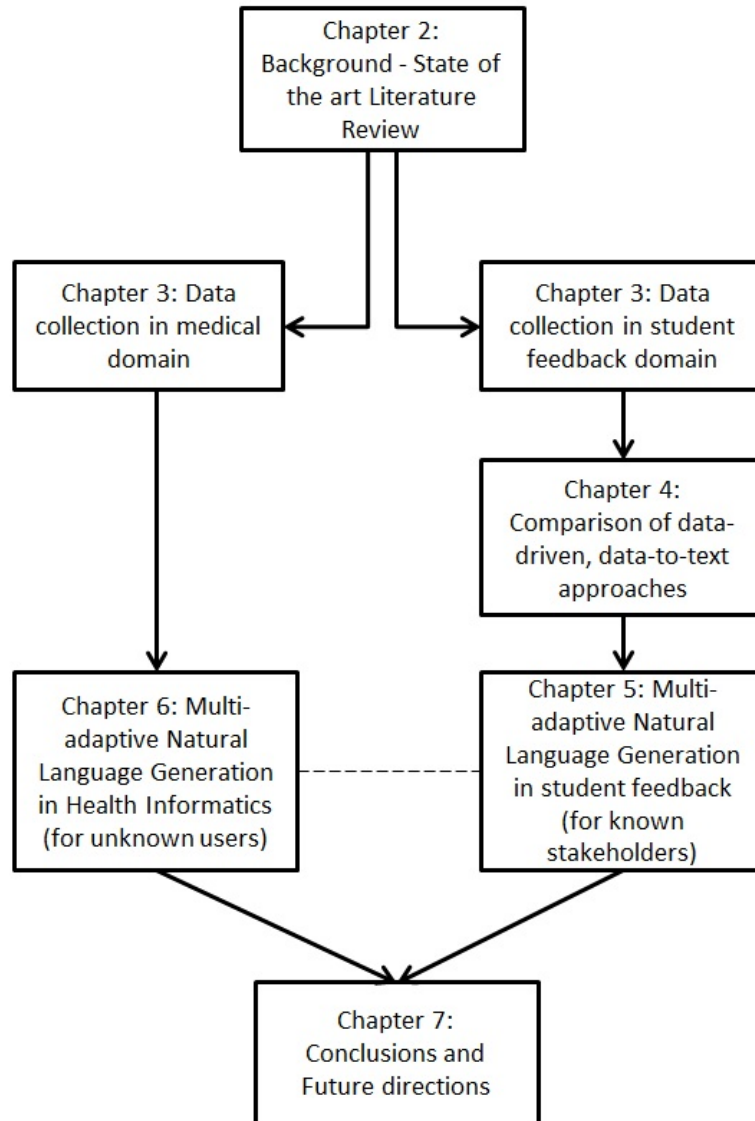 Chapter 2:
Background - State of
the art Literature
Review
Chapter 3: Data
collection in medical
domain
Chapter 3: Data
collection in student
feedback domain
Chapter 4:
Comparison of data-
driven, data-to-text
approaches
Chapter 6: Multi-
adaptive Natural
Language Generation
in Health Informatics
(for unknown users)
Chapter 5: Multi-
adaptive Natural
Language Generation
in student feedback
(for known
stakeholders)
Chapter 7:
Conclusions and
Future directions